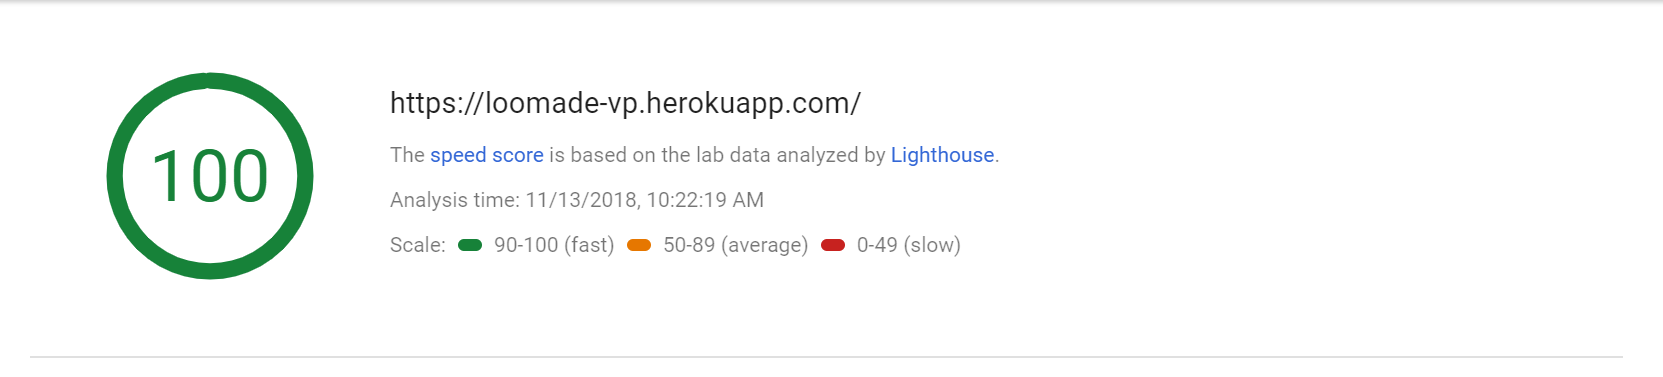 100
https://loomade-vp.herokuapp.com/
The speed score is based on the lab data analyzed by Lighthouse.
Analysis time: 11/13/2018, 10:22:19 AM
Scale: 90-100 (fast) 50-89 (average) 0-49 (slow)